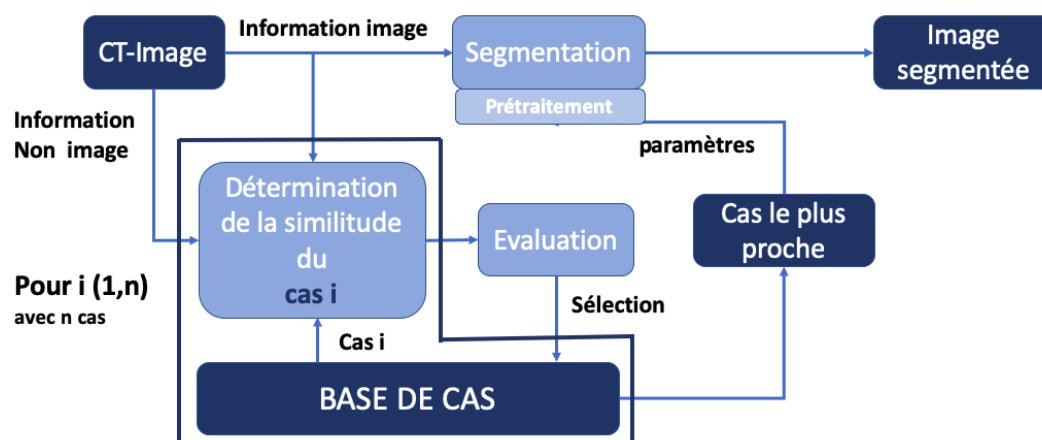 CT-Image
Information image
Segmentation
Prétraitement
Image
segmentée
Information
Non image
paramètres
Détermination
de la similitude
du
cas i
Evaluation
Cas le plus
proche
Pour i (1,n)
avec n cas
Sélection
Cas i
BASE DE CAS